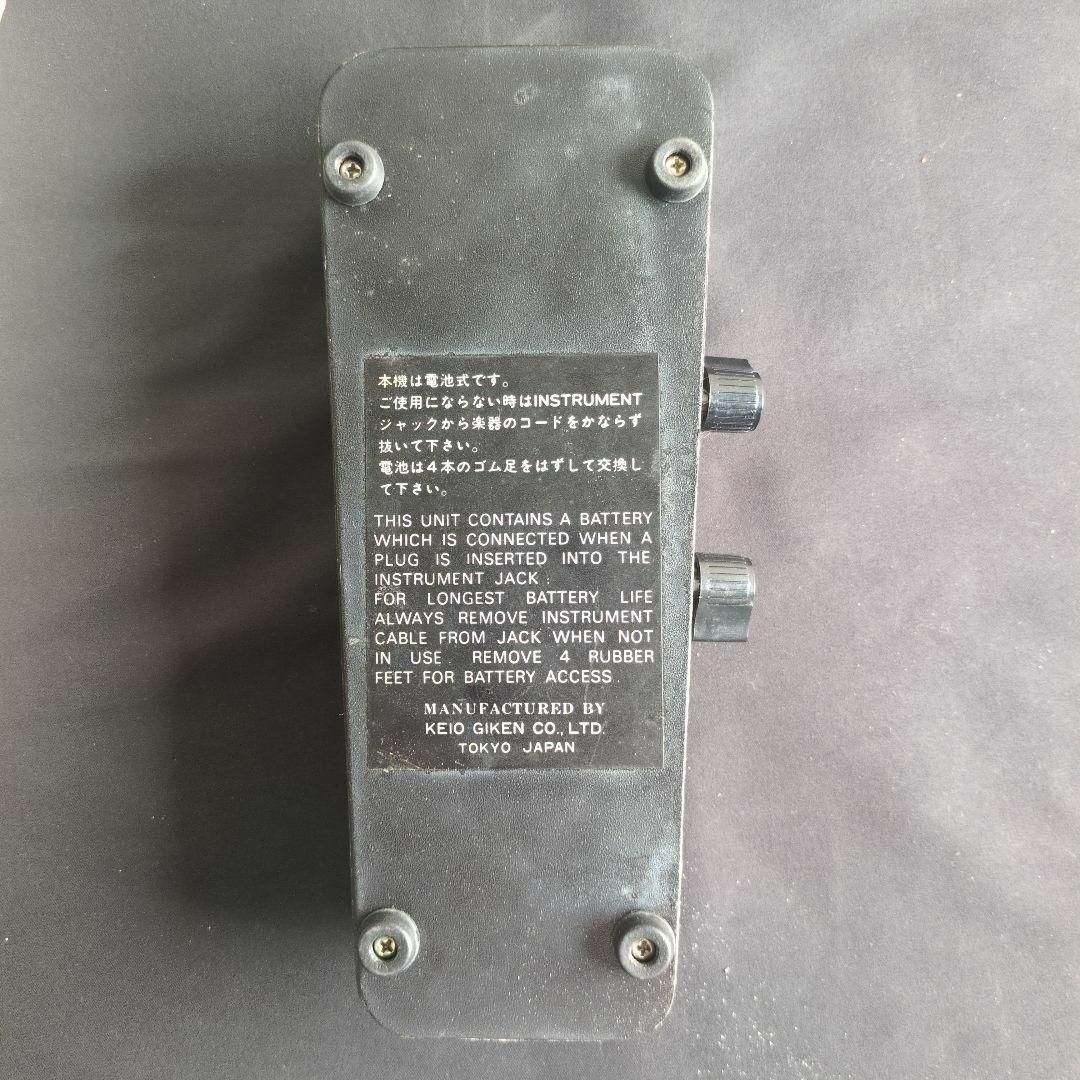 本機は電池式です。
ご使用にならない時はINSTRUMENT
ジャックから楽器のコードをかならず
抜いて下さい。
電池は4本のゴム足をはずして交換し
て下さい。
THIS UNIT CONTAINS A BATTERY
WHICH IS CONNECTED WHEN A
PLUG IS INSERTED INTO THE
INSTRUMENT JACK.
FOR LONGEST BATTERY LIFE
ALWAYS REMOVE INSTRUMENT
CABLE FROM JACK WHEN NOT
IN USE. REMOVE 4 RUBBER
FEET FOR BATTERY ACCESS.
MANUFACTURED BY
KEIO GIKEN CO., LTD.
TOKYO JAPAN